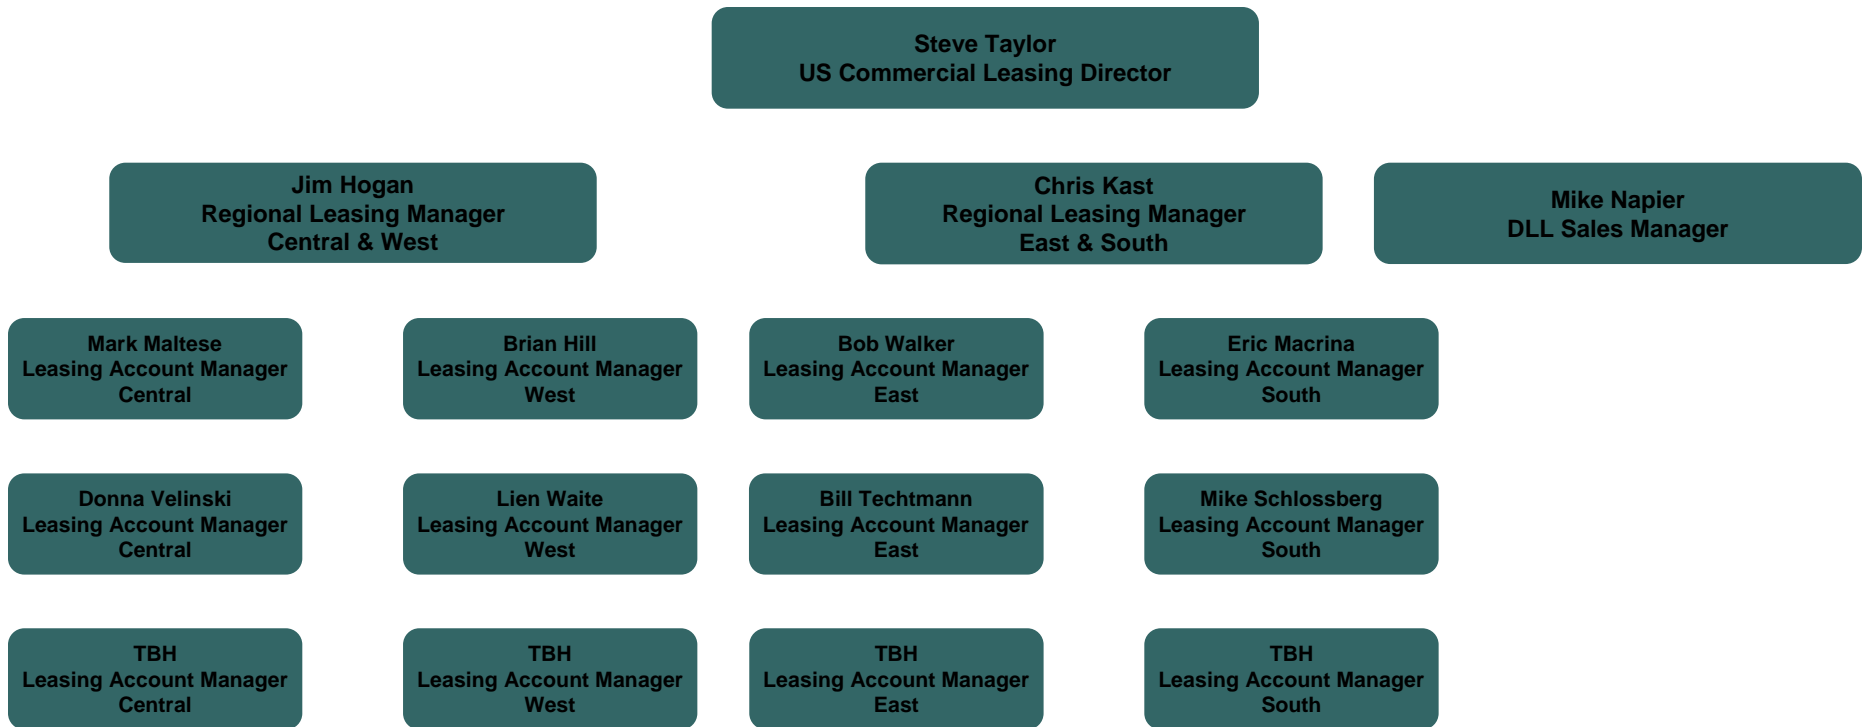 Steve Taylor
US Commercial Leasing Director
Jim Hogan
Regional Leasing Manager
Central & West
Chris Kast
Regional Leasing Manager
East & South
Mike Napier
DLL Sales Manager
Mark Maltese
Leasing Account Manager
Central
Brian Hill
Leasing Account Manager
West
Bob Walker
Leasing Account Manager
East
Eric Macrina
Leasing Account Manager
South
Donna Velinski
Leasing Account Manager
Central
Lien Waite
Leasing Account Manager
West
Bill Techtmann
Leasing Account Manager
East
Mike Schlossberg
Leasing Account Manager
South
TBH
Leasing Account Manager
Central
TBH
Leasing Account Manager
West
TBH
Leasing Account Manager
East
TBH
Leasing Account Manager
South